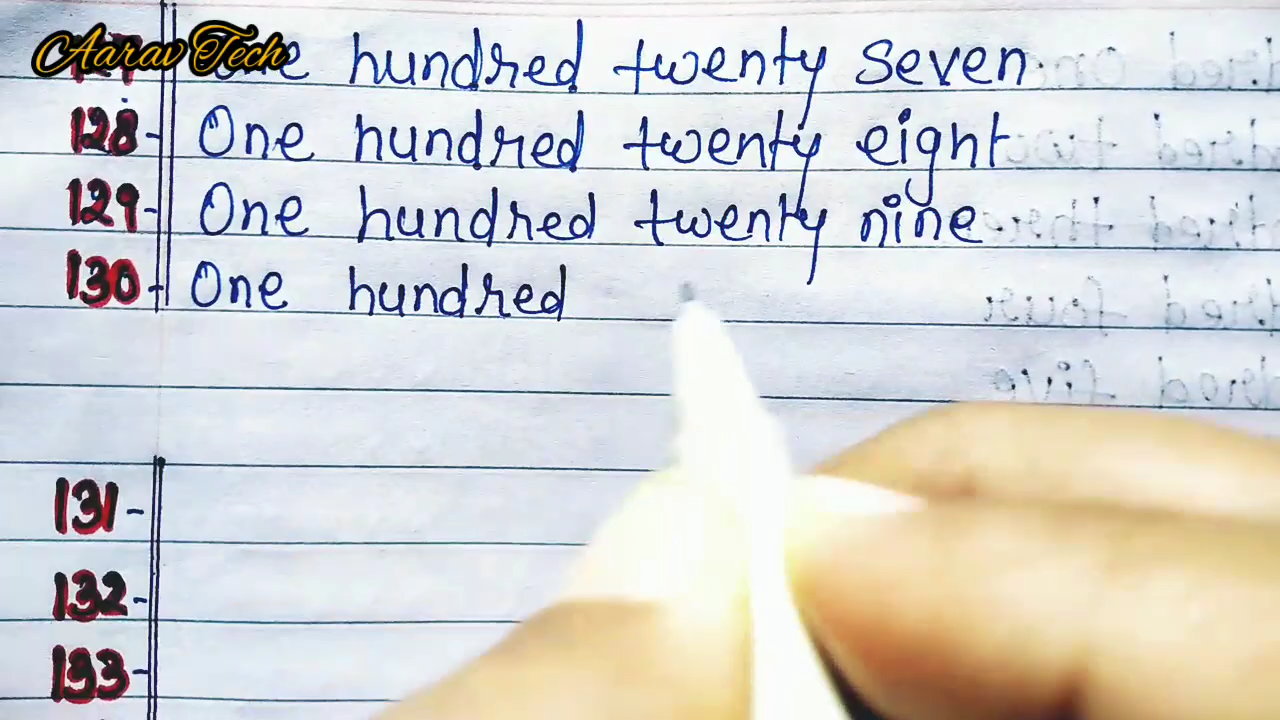 Aarav Tech
One hundred twenty seven
128- One hundred twenty eight
129- One hundred twenty nine
130- One hundred
131-
132-
133-